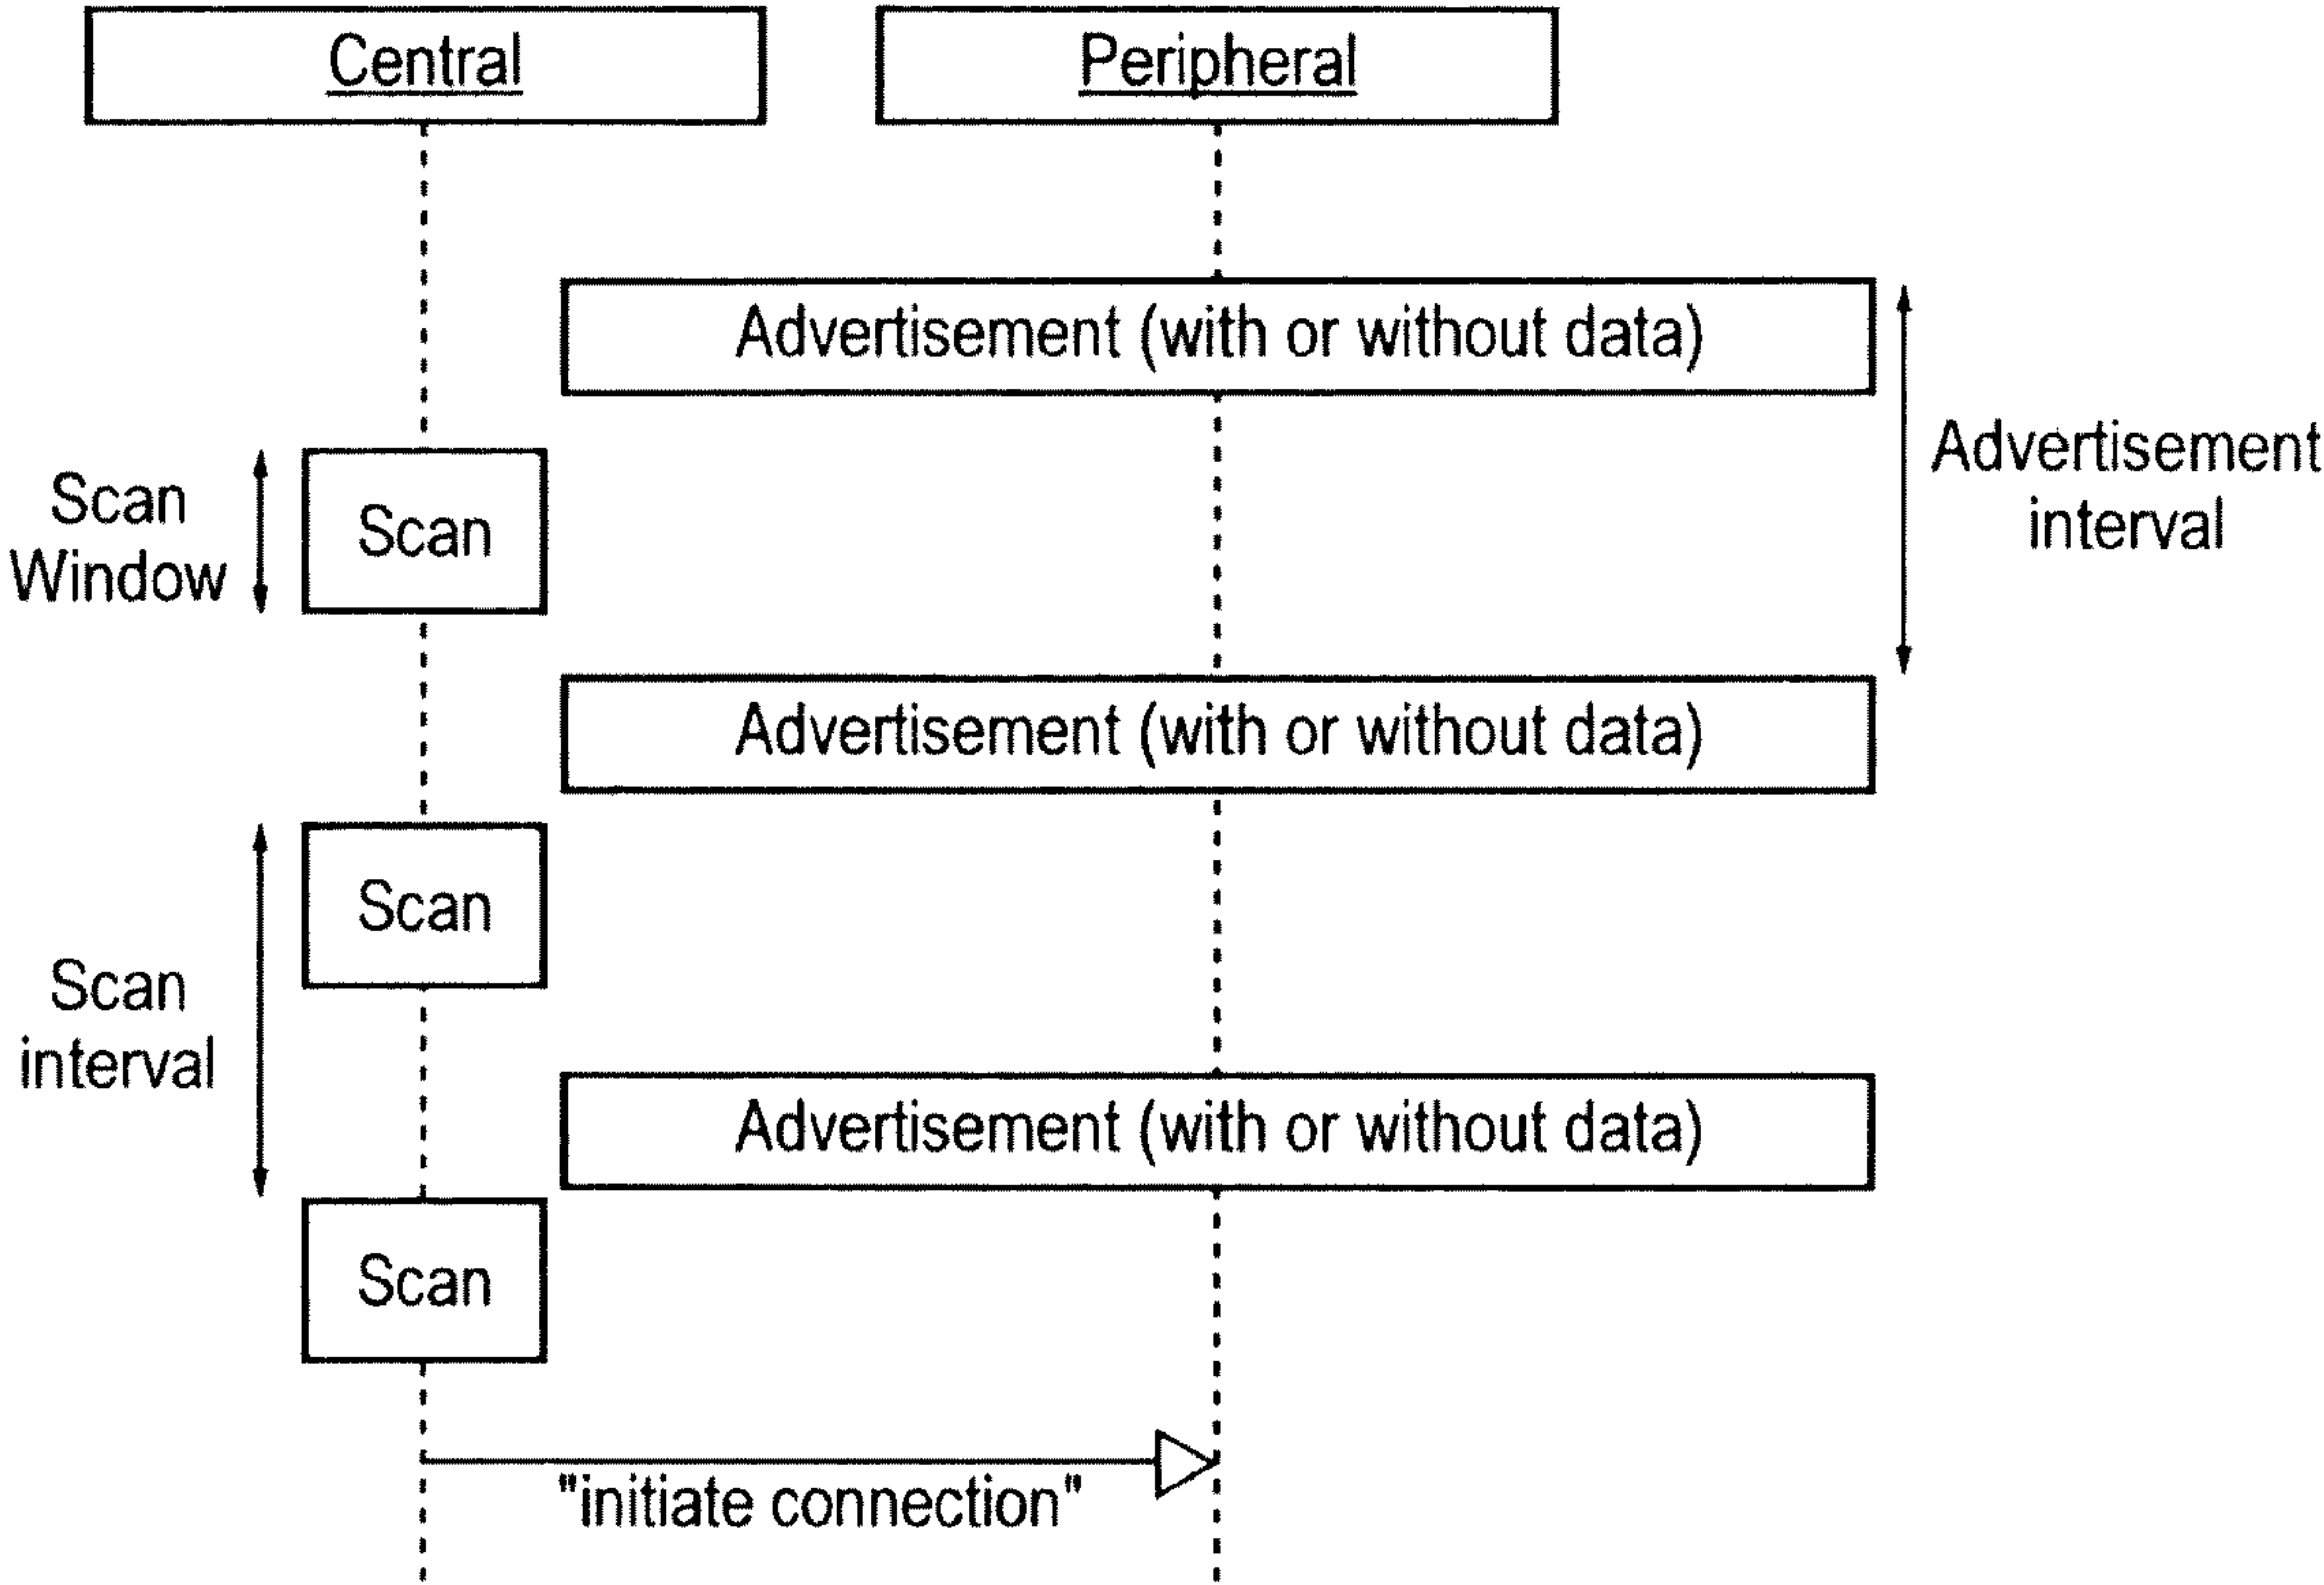 Central
Peripheral
Advertisement (with or without data)
Advertisement
interval
Scan
Window
Scan
Advertisement (with or without data)
Scan
Scan
interval
Advertisement (with or without data)
Scan
"initiate connection"